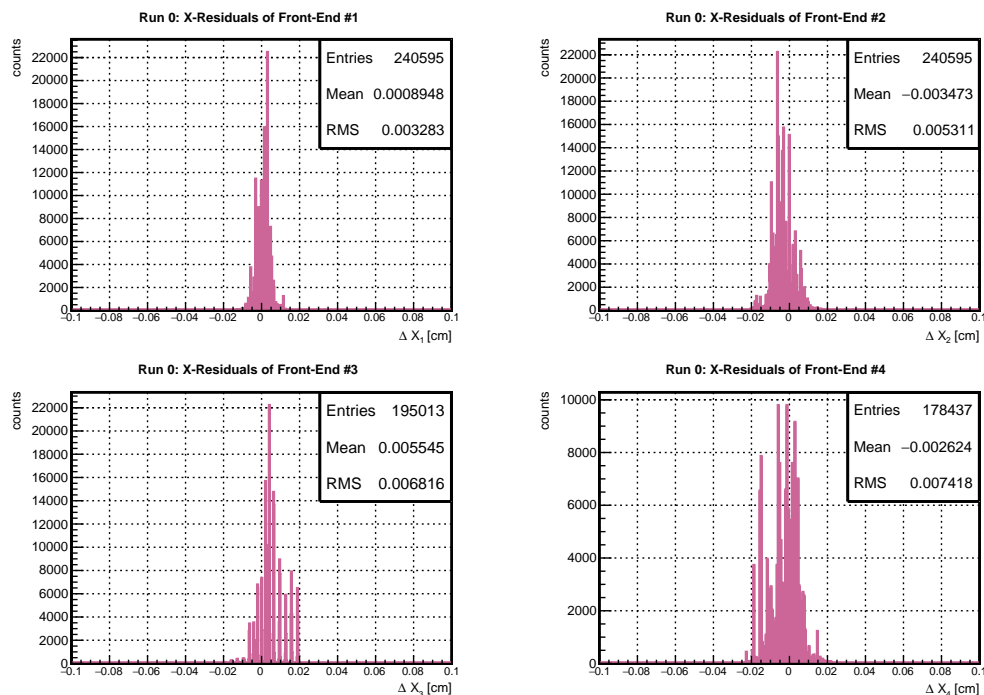 Run 0: X-Residuals of Front-End #1
counts
22000
20000
18000
16000
14000
12000
10000
8000
6000
4000
2000
0
Entries 240595
Mean 0.0008948
RMS 0.003283
−0.1 −0.08 −0.06 −0.04 −0.02 0 0.02 0.04 0.06 0.08 0.1
Δ X1 [cm]
Run 0: X-Residuals of Front-End #2
counts
22000
20000
18000
16000
14000
12000
10000
8000
6000
4000
2000
0
Entries 240595
Mean −0.003473
RMS 0.005311
−0.1 −0.08 −0.06 −0.04 −0.02 0 0.02 0.04 0.06 0.08 0.1
Δ X2 [cm]
Run 0: X-Residuals of Front-End #3
counts
22000
20000
18000
16000
14000
12000
10000
8000
6000
4000
2000
0
Entries 195013
Mean 0.005545
RMS 0.006816
−0.1 −0.08 −0.06 −0.04 −0.02 0 0.02 0.04 0.06 0.08 0.1
Δ X3 [cm]
Run 0: X-Residuals of Front-End #4
counts
10000
8000
6000
4000
2000
0
Entries 178437
Mean −0.002624
RMS 0.007418
−0.1 −0.08 −0.06 −0.04 −0.02 0 0.02 0.04 0.06 0.08 0.1
Δ X4 [cm]